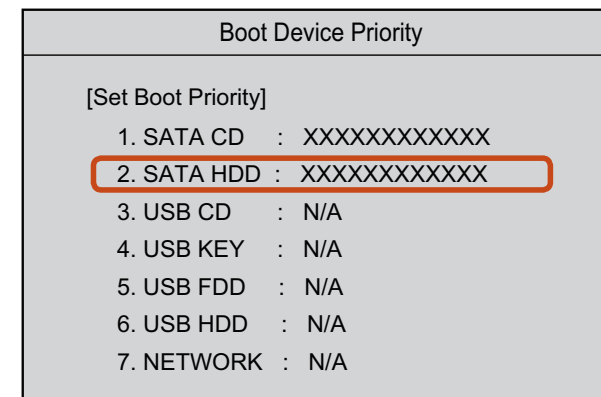 Boot Device Priority
[Set Boot Priority]
1. SATA CD : XXXXXXXXXXXX
2. SATA HDD : XXXXXXXXXXXX
3. USB CD : N/A
4. USB KEY : N/A
5. USB FDD : N/A
6. USB HDD : N/A
7. NETWORK : N/A